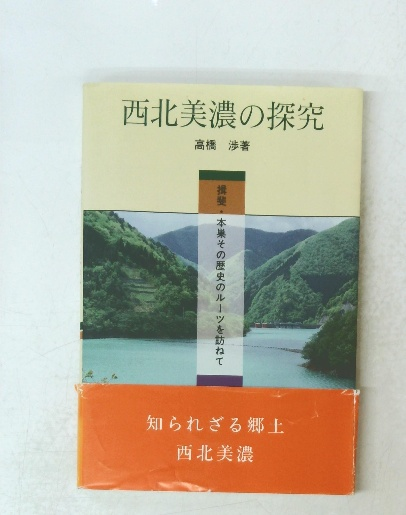 西北美濃の探究
高橋 渉著
揖斐・本巣その歴史のルーツを訪ねて
知られざる郷土
西北美濃